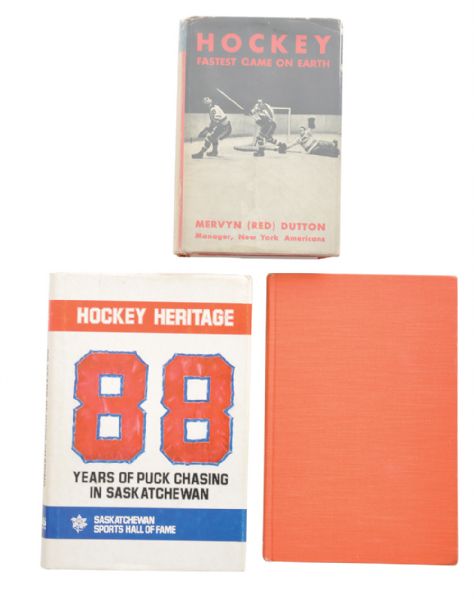 HOCKEY
FASTEST GAME ON EARTH
MERVYN (RED) DUTTON
Manager, New York Americans
HOCKEY HERITAGE
88
YEARS OF PUCK CHASING
IN SASKATCHEWAN
SASKATCHEWAN
SPORTS HALL OF FAME